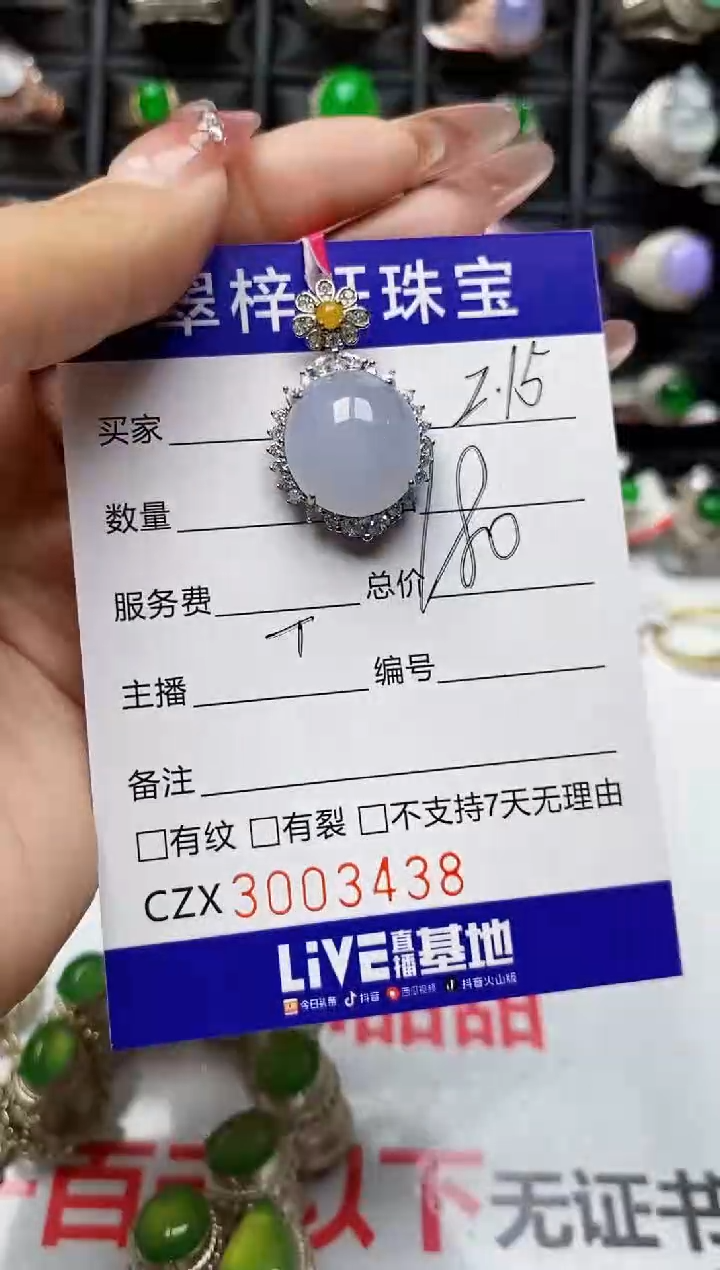 翠梓 珠宝
买家 2.15
数量
服务费 总价 180
T
主播 编号
备注
□有纹 □有裂 □不支持7天无理由
CZX 3003438
LiVE直播基地
今日头条 抖音 西瓜视频 抖音火山版
以下无证书